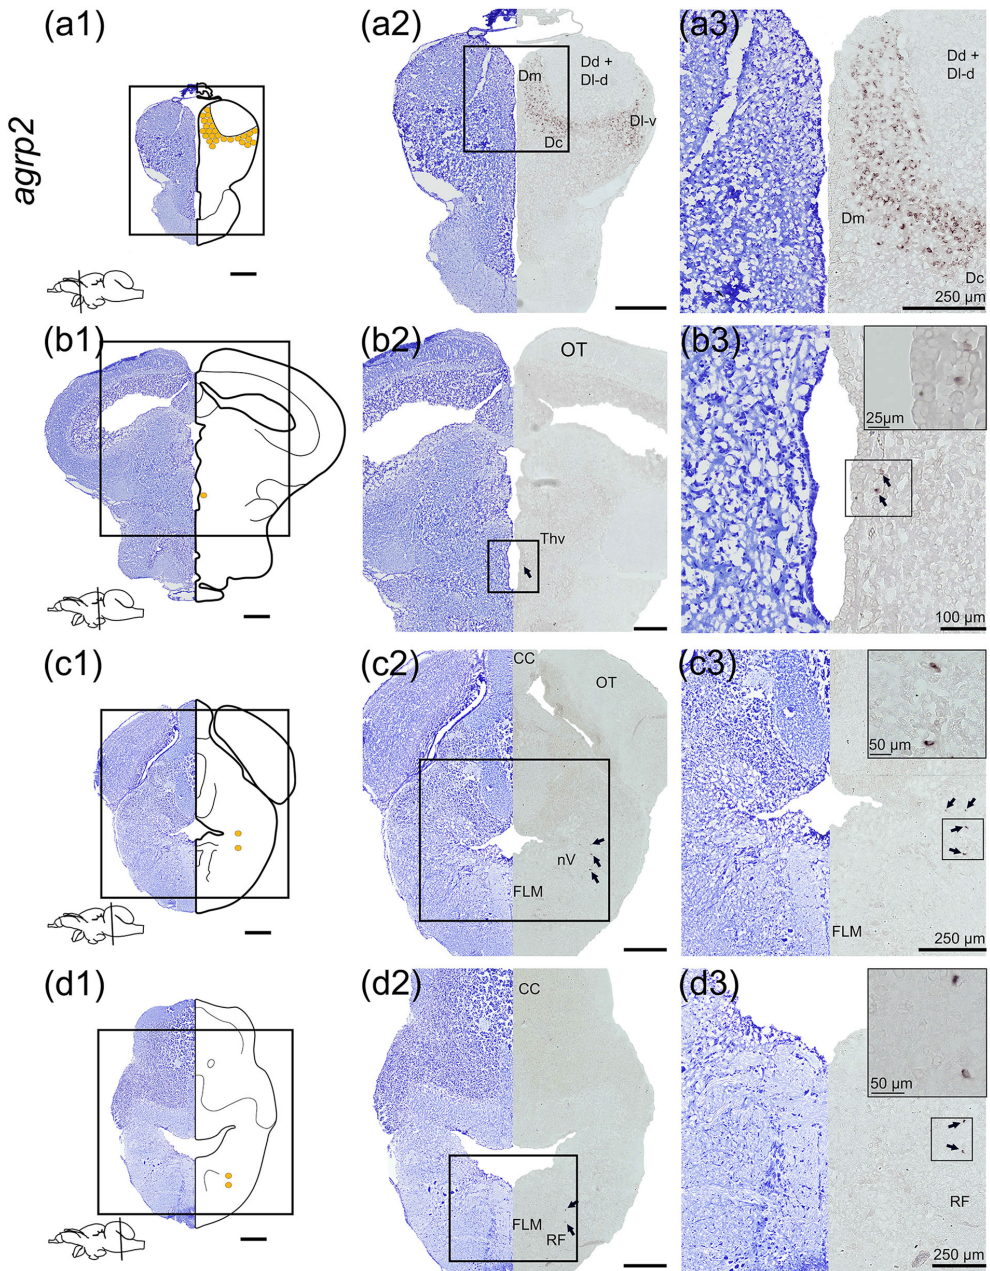 agrp2
(a1)
(a2)
Dm
Dd +
Dl-d
Dl-v
Dc
(a3)
Dd +
Dl-d
Dm
Dc
250 µm
(b1)
(b2)
OT
Thv
(b3)
25µm
100 µm
(c1)
(c2)
CC
OT
nV
FLM
(c3)
50 µm
FLM
250 µm
(d1)
(d2)
CC
FLM
RF
(d3)
50 µm
RF
250 µm